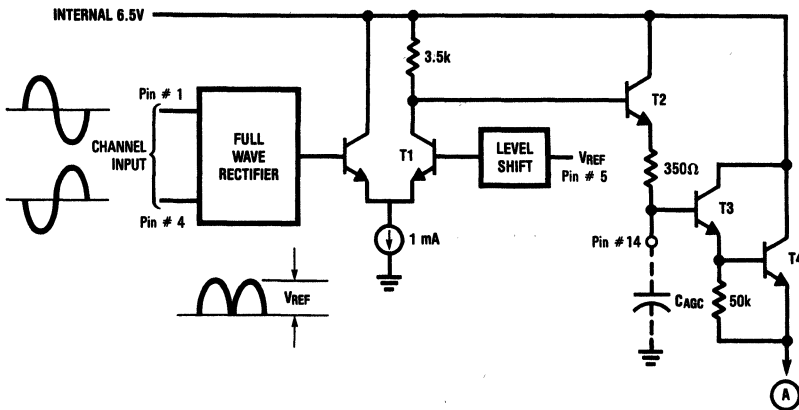 INTERNAL 6.5V
3.5k
Pin # 1
T2
CHANNEL
INPUT
FULL
WAVE
RECTIFIER
T1
LEVEL
SHIFT
VREF
Pin # 5
350Ω
T3
Pin # 4
1 mA
Pin #14
T4
VREF
CAGC
50k
A